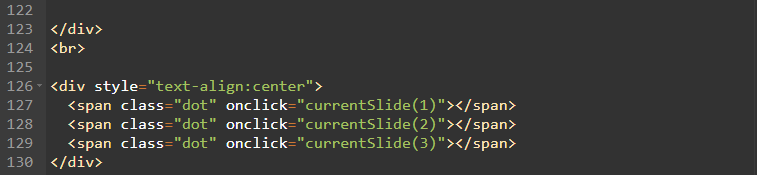 122
123 </div>
124 <br>
125
126 <div style="text-align:center">
127 <span class="dot" onclick="currentSlide(1)"></span>
128 <span class="dot" onclick="currentSlide(2)"></span>
129 <span class="dot" onclick="currentSlide(3)"></span>
130 </div>